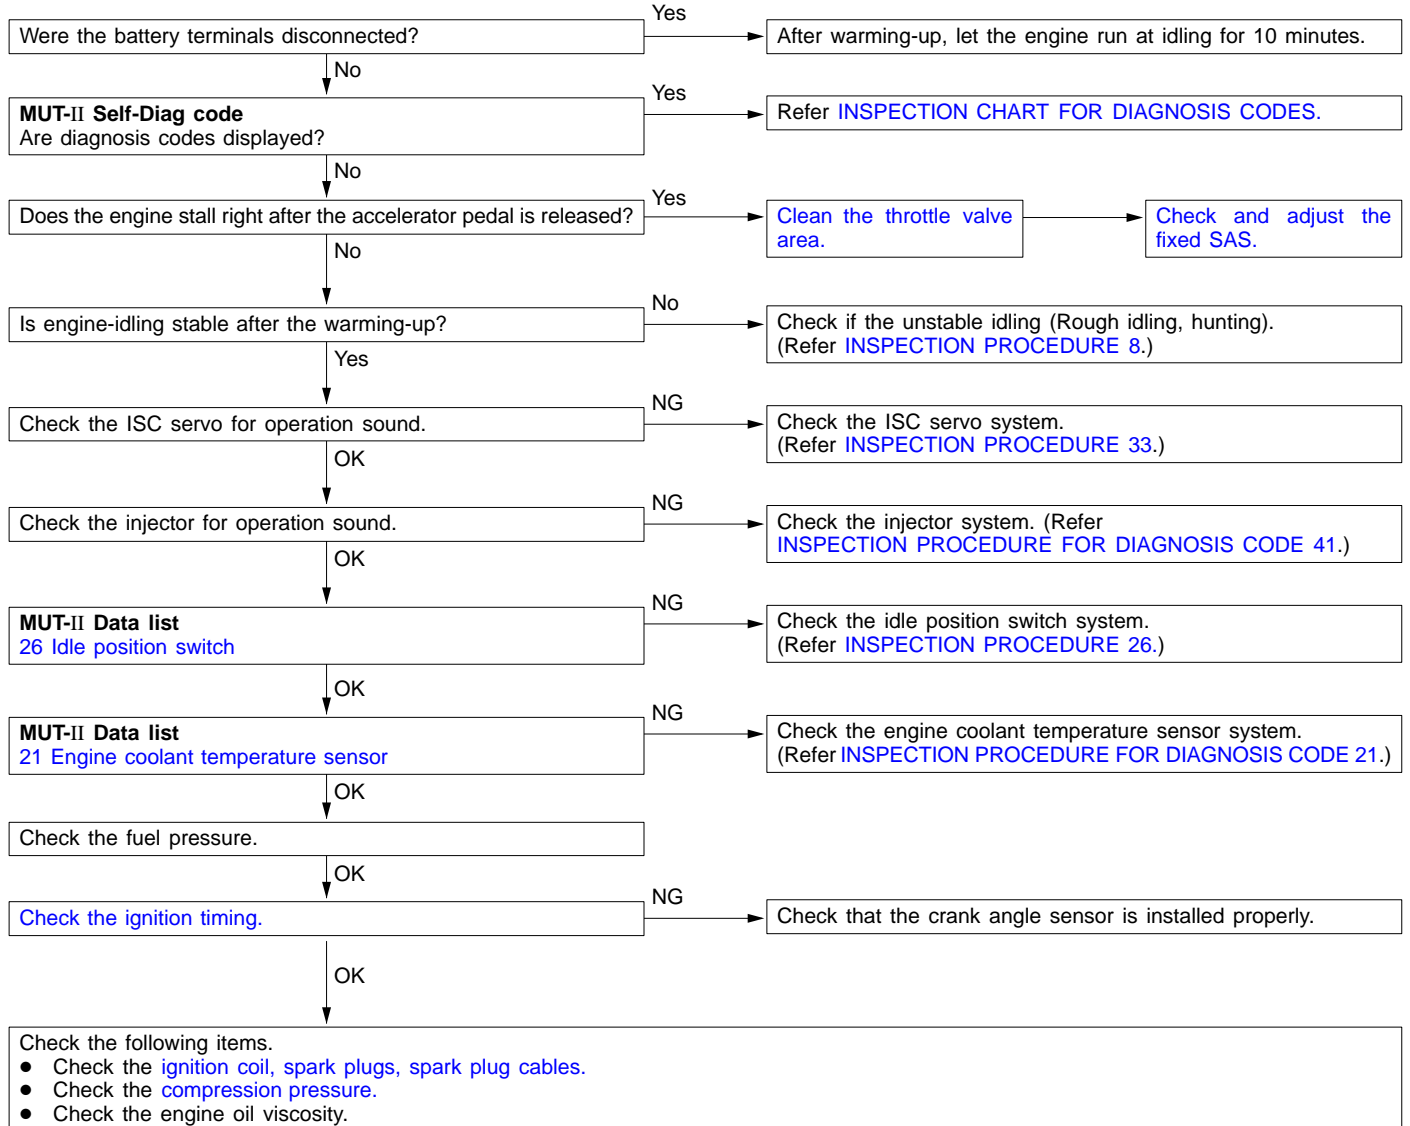 Yes
Were the battery terminals disconnected?
After warming-up, let the engine run at idling for 10 minutes.
No
MUT-II Self-Diag code
Are diagnosis codes displayed?
Yes
Refer INSPECTION CHART FOR DIAGNOSIS CODES.
No
Does the engine stall right after the accelerator pedal is released?
Yes
Clean the throttle valve
area.
Check and adjust the
fixed SAS.
No
Is engine-idling stable after the warming-up?
No
Check if the unstable idling (Rough idling, hunting).
(Refer INSPECTION PROCEDURE 8.)
Yes
Check the ISC servo for operation sound.
NG
Check the ISC servo system.
(Refer INSPECTION PROCEDURE 33.)
OK
Check the injector for operation sound.
NG
Check the injector system. (Refer
INSPECTION PROCEDURE FOR DIAGNOSIS CODE 41.)
OK
MUT-II Data list
26 Idle position switch
NG
Check the idle position switch system.
(Refer INSPECTION PROCEDURE 26.)
OK
MUT-II Data list
21 Engine coolant temperature sensor
NG
Check the engine coolant temperature sensor system.
(Refer INSPECTION PROCEDURE FOR DIAGNOSIS CODE 21.)
OK
Check the fuel pressure.
OK
Check the ignition timing.
NG
Check that the crank angle sensor is installed properly.
OK
Check the following items.
● Check the ignition coil, spark plugs, spark plug cables.
● Check the compression pressure.
● Check the engine oil viscosity.